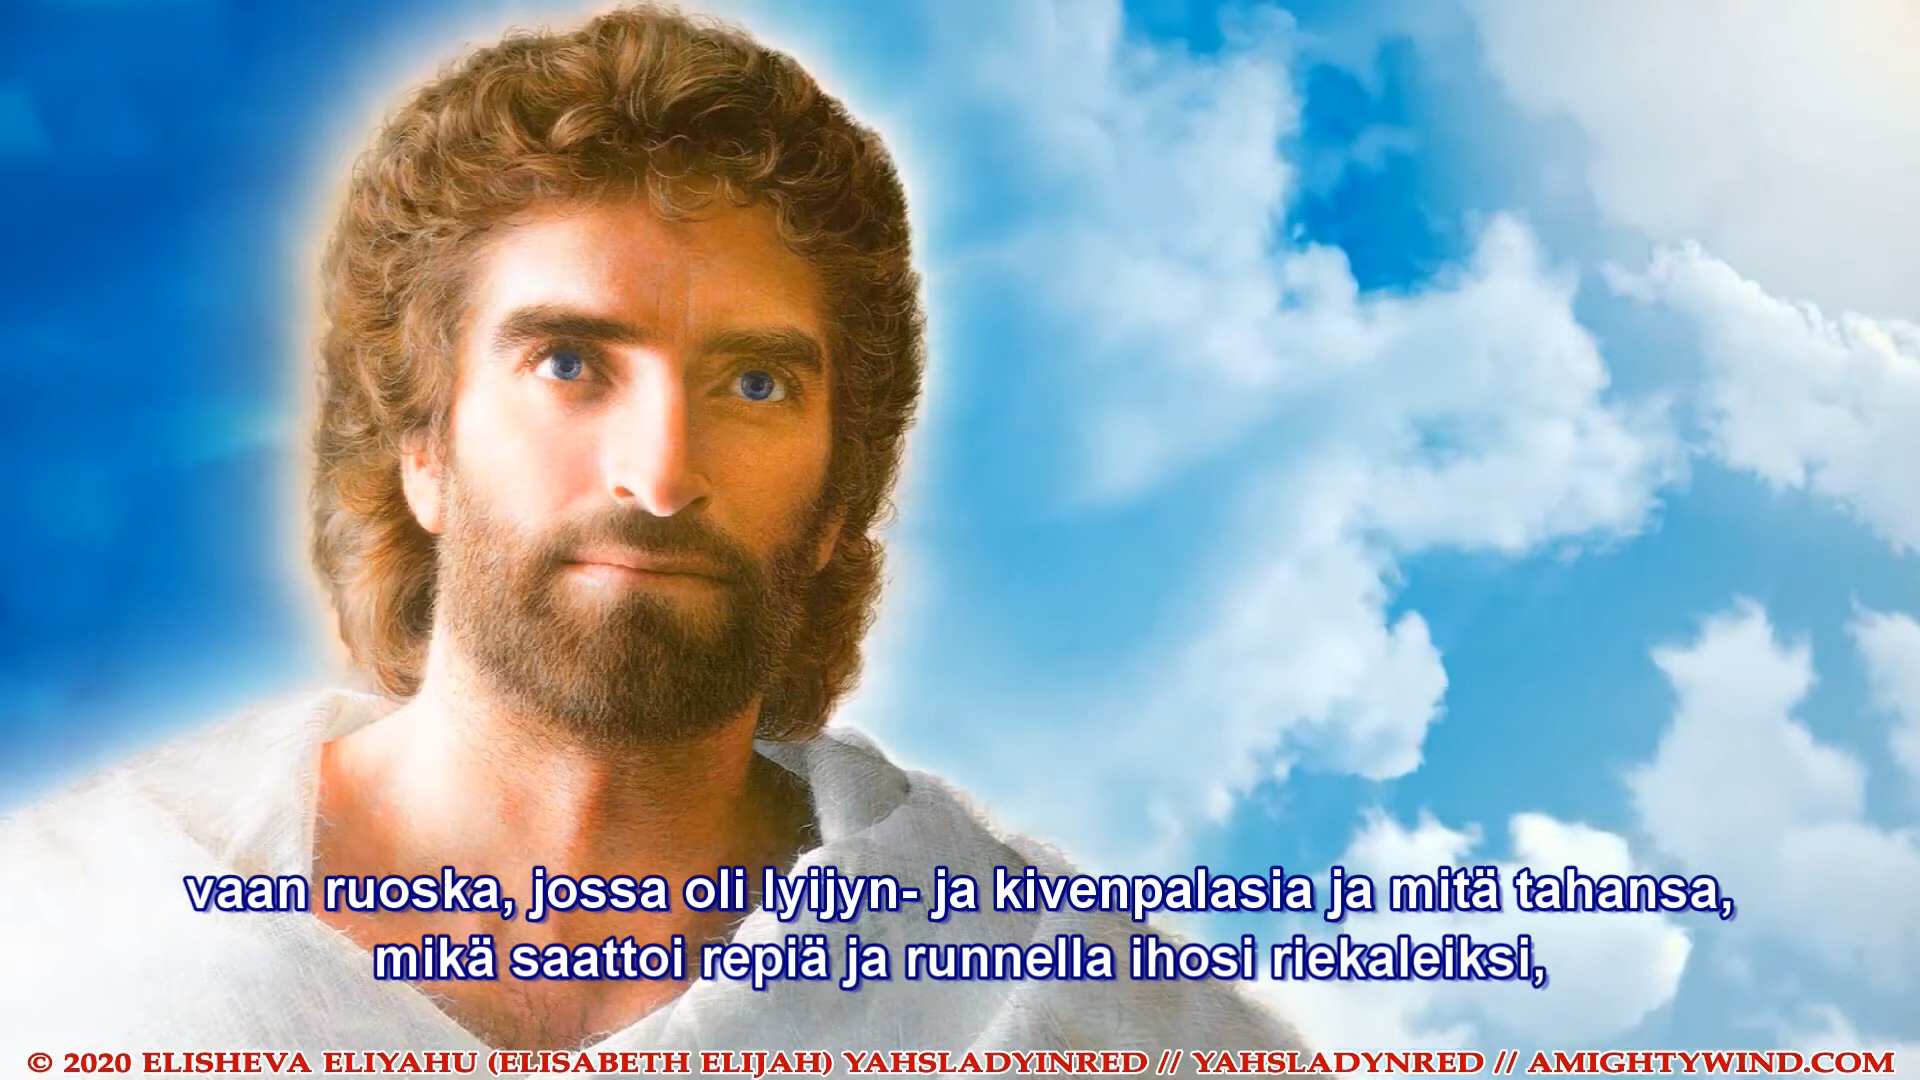 vaan ruoska, jossa oli lyijyn- ja kivenpalasia ja mitä tahansa,
mikä saattoi repiä ja runnella ihosi riekaleiksi,
© 2020 ELISHEVA ELIYAHU (ELISABETH ELIJAH) YAHSLADYINRED // YAHSLADYNRED // AMIGHTYWIND.COM